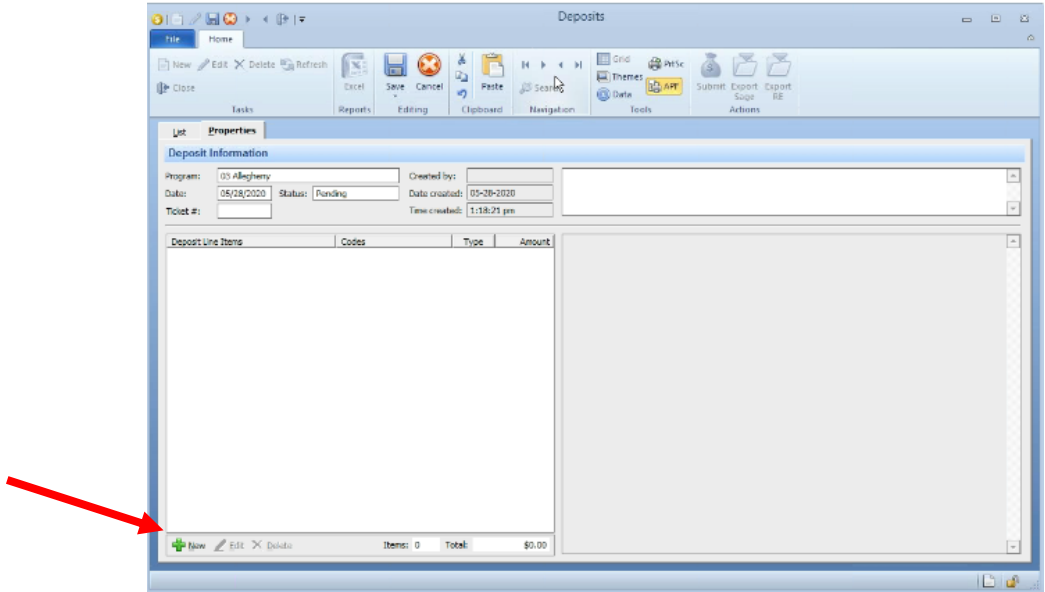 Deposits
File Home
New Edit Delete Refresh
Close
Tasks
Excel
Reports
Save Cancel
Editing
Paste
Clipboard
Search
Navigation
Grid PrtSc
Themes APF
Data
Tools
Submit Export Sage Export RE
Actions
List Properties
Deposit Information
Program: 03 Allegheny Created by:
Date: 05/28/2020 Status: Pending Date created: 05-28-2020
Ticket #: Time created: 1:18:21 pm
Deposit Line Items Codes Type Amount
New Edit Delete Items: 0 Total: $0.00